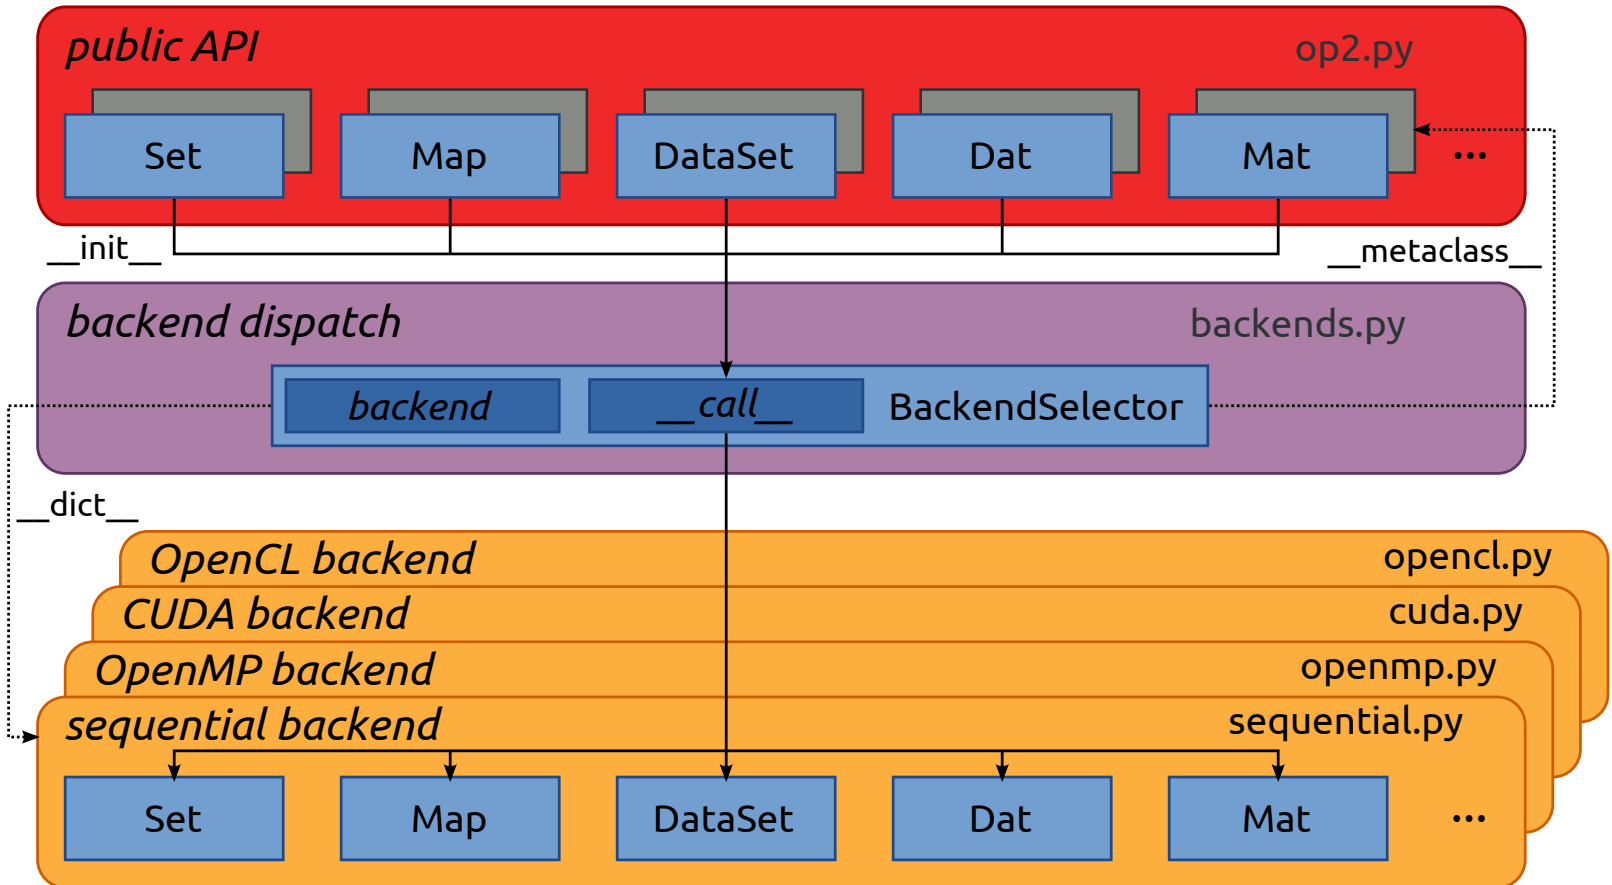 public API
op2.py
Set
Map
DataSet
Dat
Mat
...
__init__
__metaclass__
backend dispatch
backends.py
backend
__call__
BackendSelector
__dict__
OpenCL backend
opencl.py
CUDA backend
cuda.py
OpenMP backend
openmp.py
sequential backend
sequential.py
Set
Map
DataSet
Dat
Mat
...